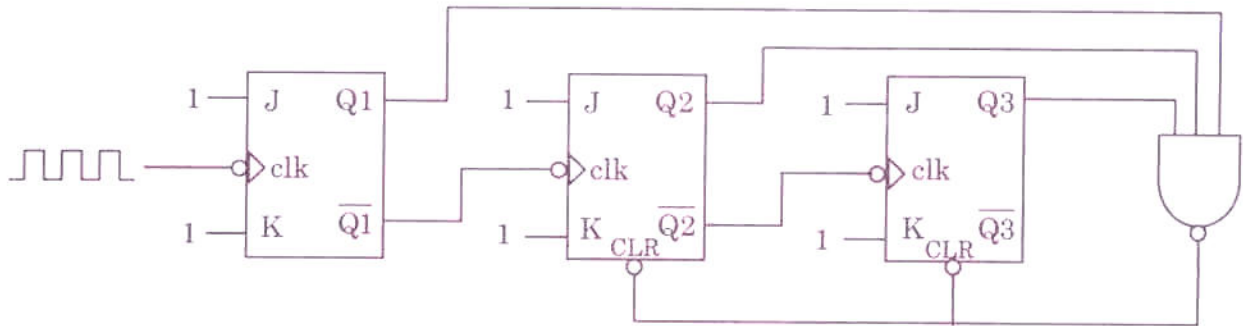 1 J Q1 1 J Q2 1 J Q3
clk clk clk
1 K Q1̅ 1 K Q2̅ 1 K Q3̅
CLR CLR